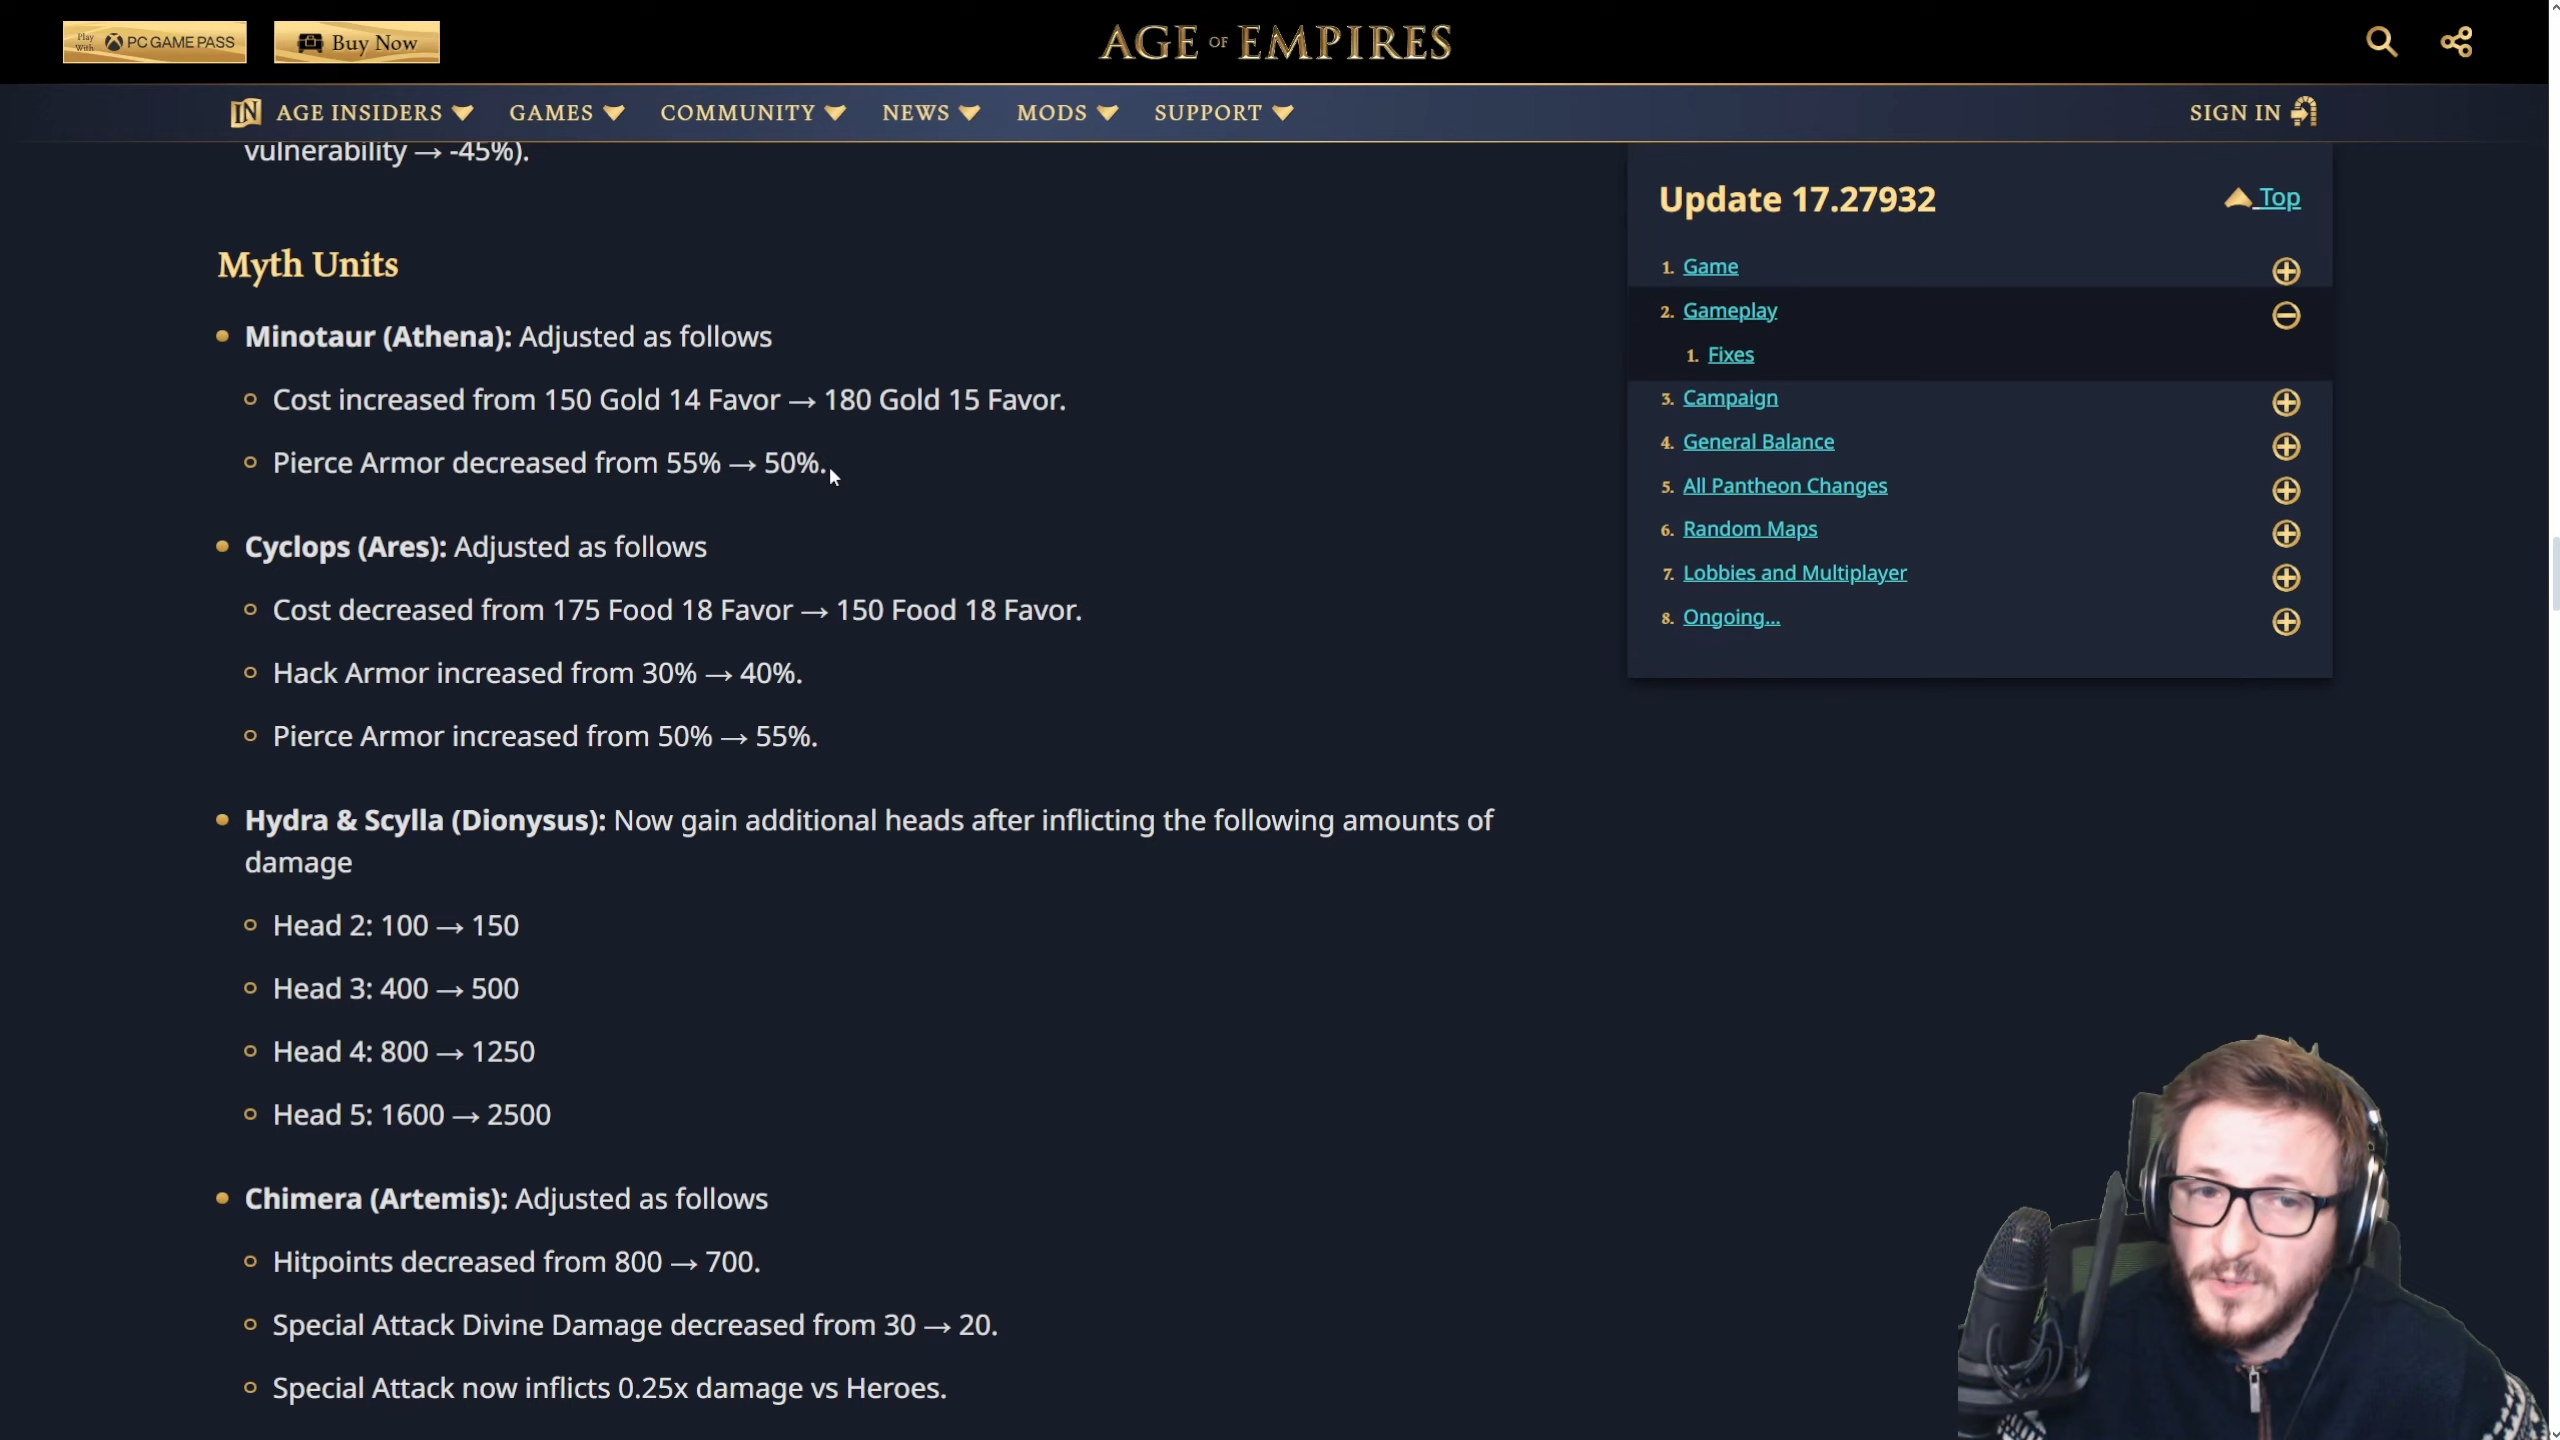 Play With PC GAME PASS
Buy Now
AGE OF EMPIRES
IN AGE INSIDERS
GAMES
COMMUNITY
NEWS
MODS
SUPPORT
SIGN IN
vulnerability → -45%).
Myth Units
Minotaur (Athena): Adjusted as follows
Cost increased from 150 Gold 14 Favor → 180 Gold 15 Favor.
Pierce Armor decreased from 55% → 50%.
Cyclops (Ares): Adjusted as follows
Cost decreased from 175 Food 18 Favor → 150 Food 18 Favor.
Hack Armor increased from 30% → 40%.
Pierce Armor increased from 50% → 55%.
Hydra & Scylla (Dionysus): Now gain additional heads after inflicting the following amounts of
damage
Head 2: 100 → 150
Head 3: 400 → 500
Head 4: 800 → 1250
Head 5: 1600 → 2500
Chimera (Artemis): Adjusted as follows
Hitpoints decreased from 800 → 700.
Special Attack Divine Damage decreased from 30 → 20.
Special Attack now inflicts 0.25x damage vs Heroes.
Update 17.27932
Top
1. Game
2. Gameplay
1. Fixes
3. Campaign
4. General Balance
5. All Pantheon Changes
6. Random Maps
7. Lobbies and Multiplayer
8. Ongoing...